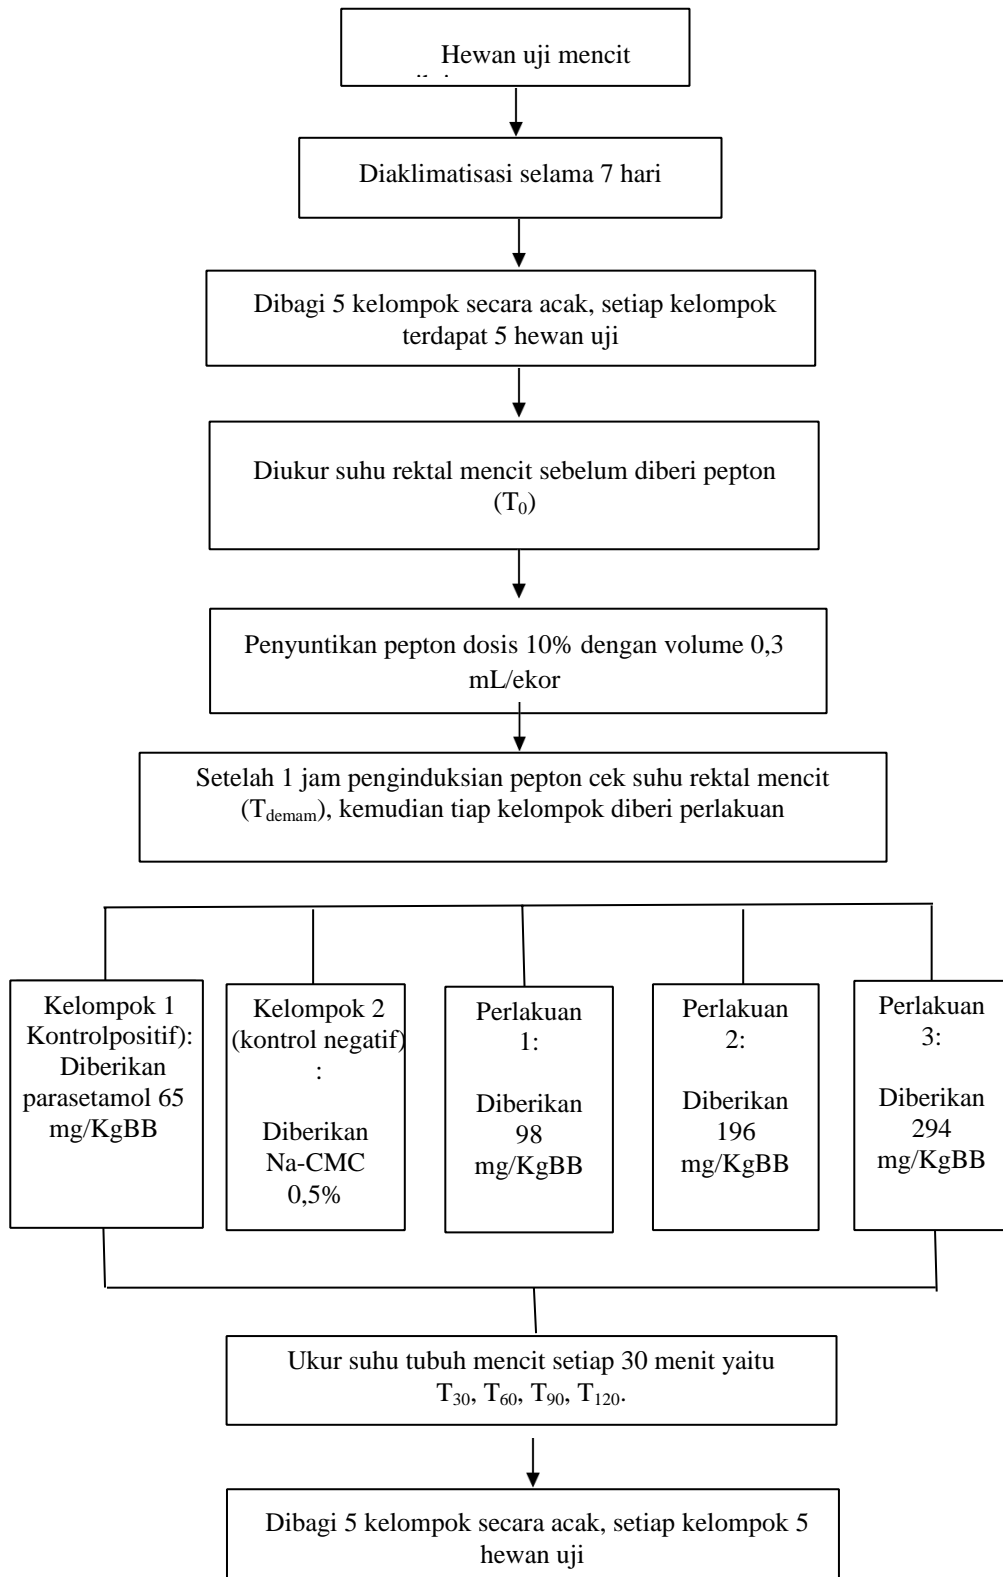 Hewan uji mencit
Diaklimatisasi selama 7 hari
Dibagi 5 kelompok secara acak, setiap kelompok
terdapat 5 hewan uji
Diukur suhu rektal mencit sebelum diberi pepton
(T₀)
Penyuntikan pepton dosis 10% dengan volume 0,3
mL/ekor
Setelah 1 jam penginduksian pepton cek suhu rektal mencit
(Tdemam), kemudian tiap kelompok diberi perlakuan
Kelompok 1
Kontrolpositif):
Diberikan
parasetamol 65
mg/KgBB
Kelompok 2
(kontrol negatif)
:
Diberikan
Na-CMC
0,5%
Perlakuan
1:
Diberikan
98
mg/KgBB
Perlakuan
2:
Diberikan
196
mg/KgBB
Perlakuan
3:
Diberikan
294
mg/KgBB
Ukur suhu tubuh mencit setiap 30 menit yaitu
T₃₀, T₆₀, T₉₀, T₁₂₀.
Dibagi 5 kelompok secara acak, setiap kelompok 5
hewan uji